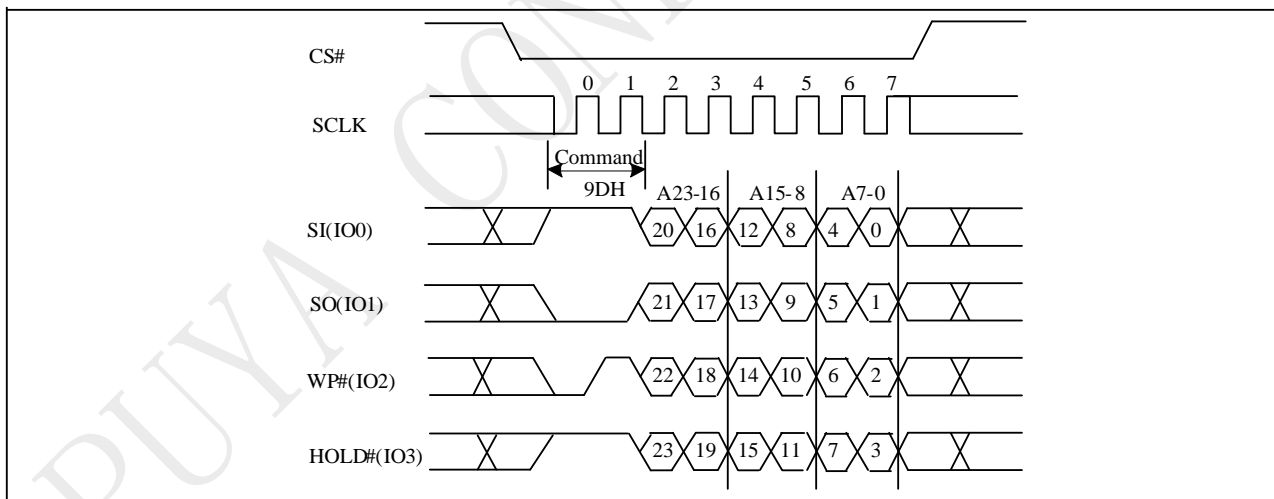 CS#
0 1 2 3 4 5 6 7
SCLK
Command
9DH
A23-16 A15-8 A7-0
SI(IO0) 20 16 12 8 4 0
SO(IO1) 21 17 13 9 5 1
WP#(IO2) 22 18 14 10 6 2
HOLD#(IO3) 23 19 15 11 7 3
PUYA CON